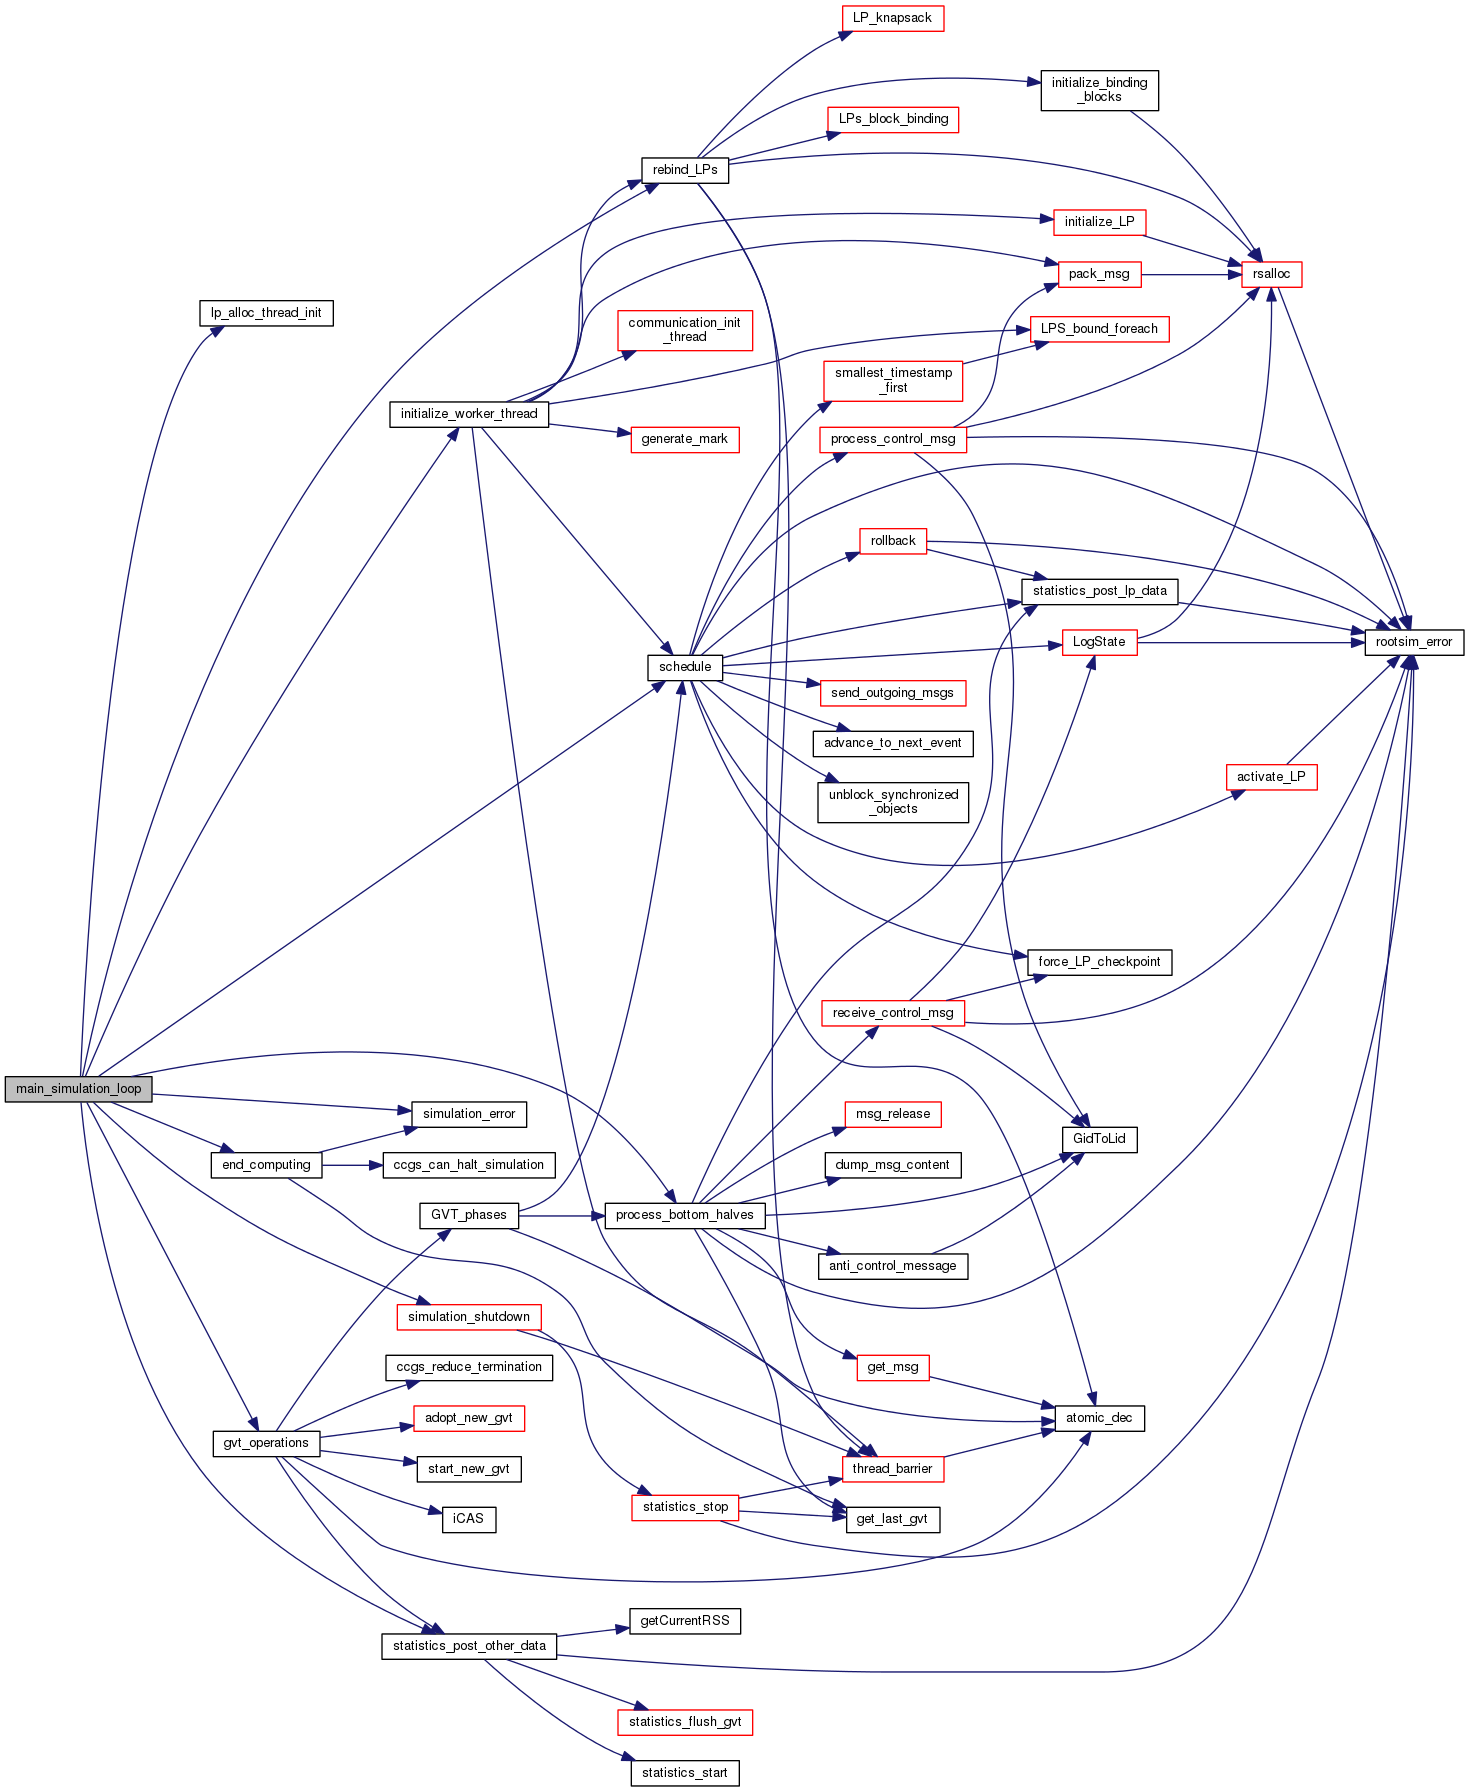 LP_knapsack
initialize_binding
_blocks
LPs_block_binding
rebind_LPs
initialize_LP
pack_msg
rsalloc
lp_alloc_thread_init
communication_init
_thread
LPS_bound_foreach
smallest_timestamp
_first
initialize_worker_thread
generate_mark
process_control_msg
rollback
statistics_post_lp_data
LogState
rootsim_error
schedule
send_outgoing_msgs
advance_to_next_event
activate_LP
unblock_synchronized
_objects
force_LP_checkpoint
receive_control_msg
main_simulation_loop
simulation_error
msg_release
GidToLid
end_computing
ccgs_can_halt_simulation
dump_msg_content
GVT_phases
process_bottom_halves
anti_control_message
simulation_shutdown
ccgs_reduce_termination
get_msg
adopt_new_gvt
atomic_dec
gvt_operations
start_new_gvt
thread_barrier
statistics_stop
iCAS
get_last_gvt
getCurrentRSS
statistics_post_other_data
statistics_flush_gvt
statistics_start